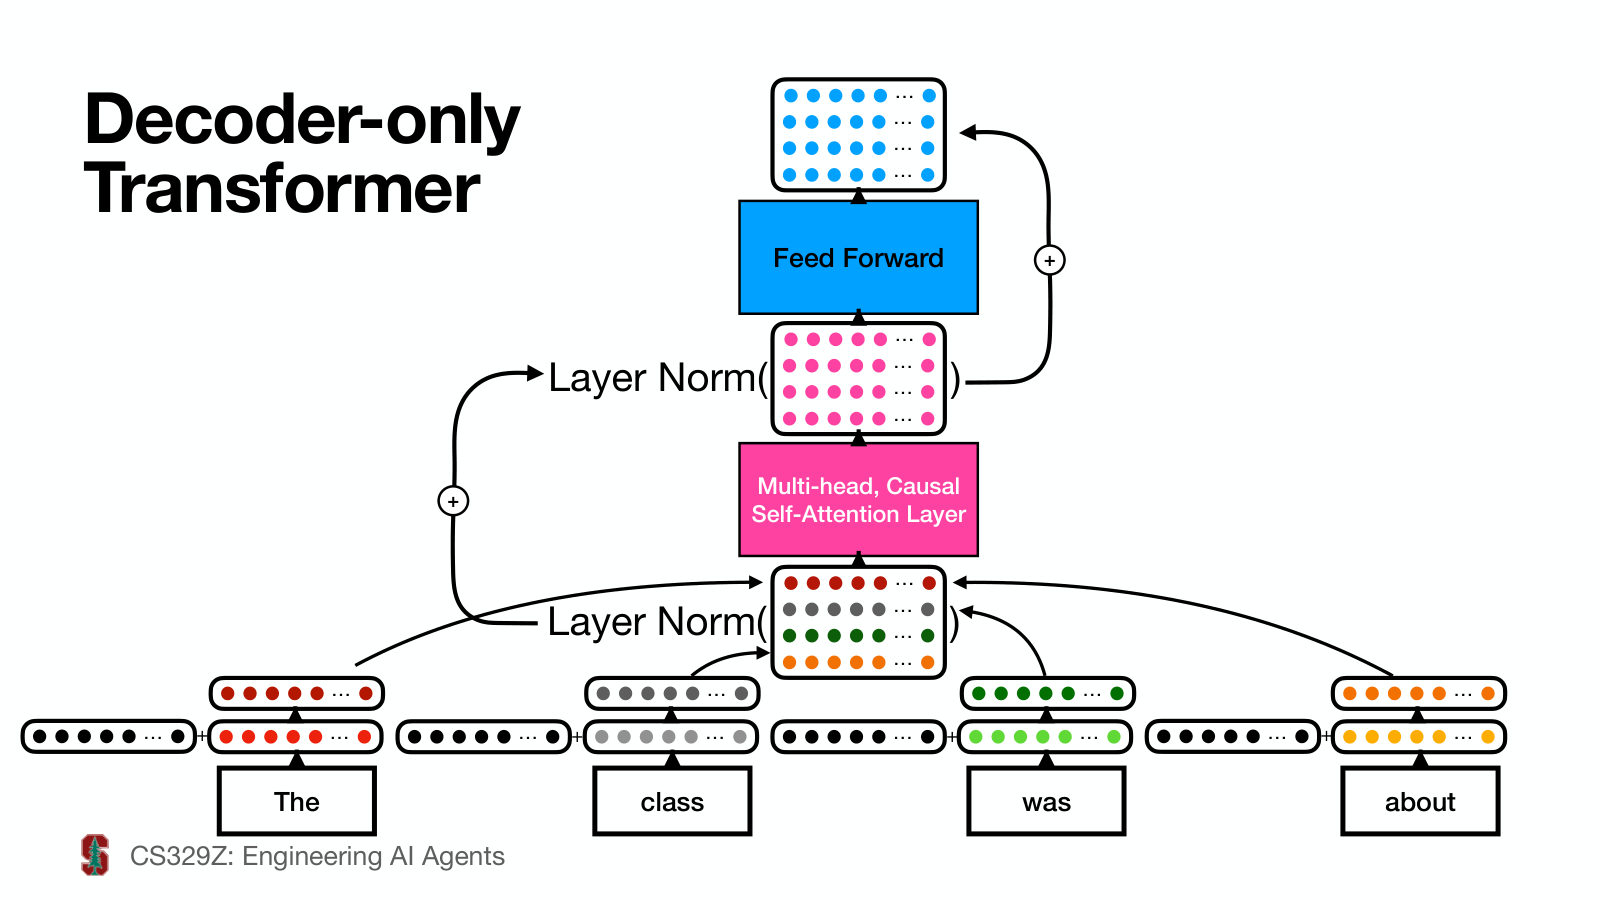 Decoder-only
Transformer
Feed Forward
+
Layer Norm( )
Multi-head, Causal
Self-Attention Layer
+
Layer Norm( )
+ + + +
The class was about
CS329Z: Engineering AI Agents